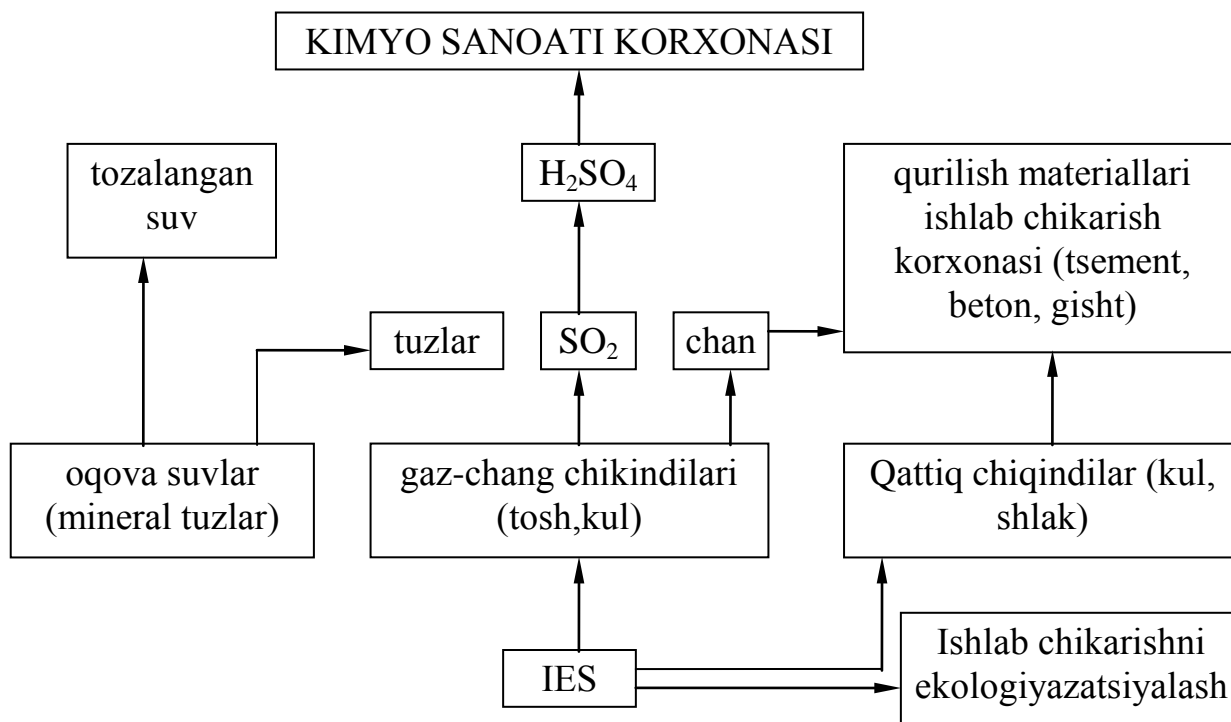 KIMYO SANOATI KORXONASI
tozalangan
suv
H₂SO₄
qurilish materiallari
ishlab chikarish
korxonasi (tsement,
beton, gisht)
tuzlar
SO₂
chan
oqova suvlar
(mineral tuzlar)
gaz-chang chikindilari
(tosh,kul)
Qattiq chiqindilar (kul,
shlak)
IES
Ishlab chikarishni
ekologiyazatsiyalash